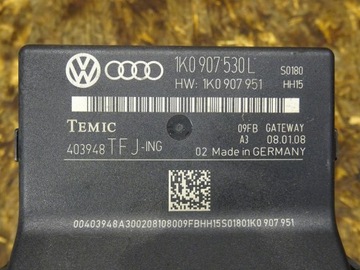 1K0 907 530 L S0180
HW: 1K0 907 951 HH15
TEMIC 09FB GATEWAY
403948 TFJ-ING A3 08.01.08
02 Made in GERMANY
00403948A300208108009FBHH15S01801K0 907 951